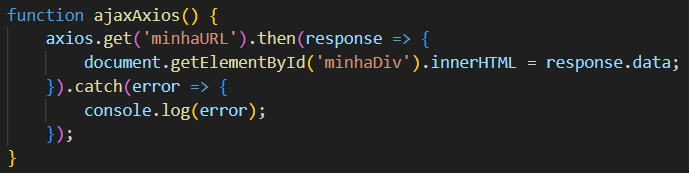 function ajaxAxios() {
    axios.get('minhaURL').then(response => {
        document.getElementById('minhaDiv').innerHTML = response.data;
    }).catch(error => {
        console.log(error);
    });
}